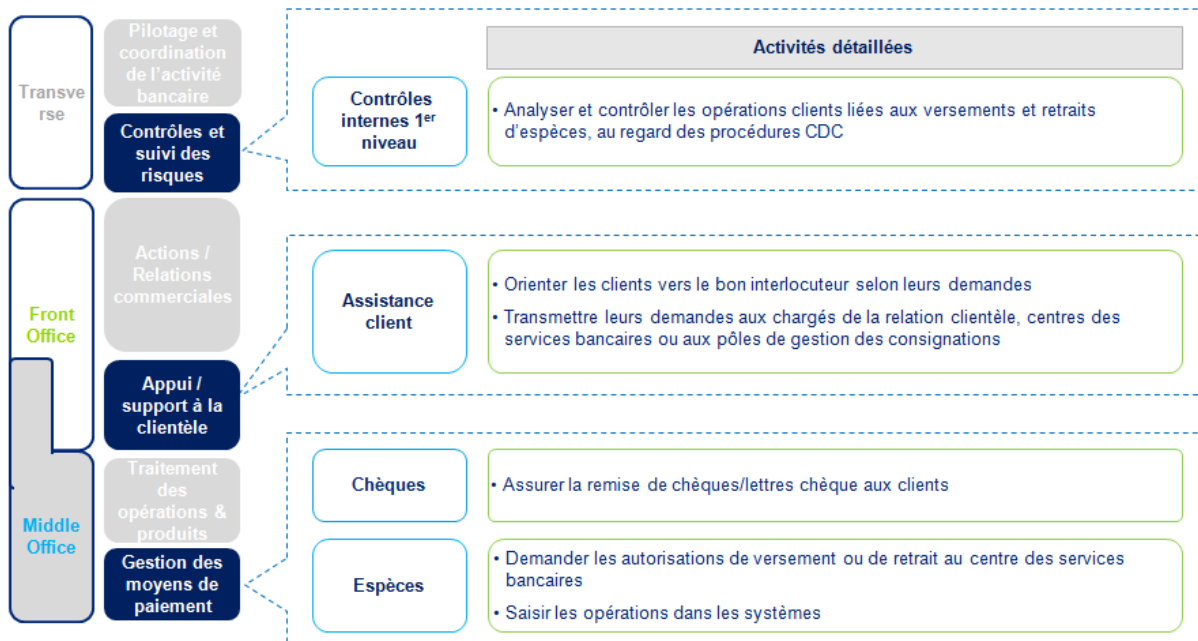 Transve
rse
Pilotage et
coordination
de l'activité
bancaire
Contrôles et
suivi des
risques
Activités détaillées
Contrôles
internes 1er
niveau
• Analyser et contrôler les opérations clients liées aux versements et retraits
d'espèces, au regard des procédures CDC
Front
Office
Actions /
Relations
commerciales
Appui /
support à la
clientèle
Assistance
client
• Orienter les clients vers le bon interlocuteur selon leurs demandes
• Transmettre leurs demandes aux chargés de la relation clientèle, centres des
services bancaires ou aux pôles de gestion des consignations
Middle
Office
Traitement
des
opérations &
produits
Gestion des
moyens de
paiement
Chèques
• Assurer la remise de chèques/lettres chèque aux clients
Espèces
• Demander les autorisations de versement ou de retrait au centre des services
bancaires
• Saisir les opérations dans les systèmes